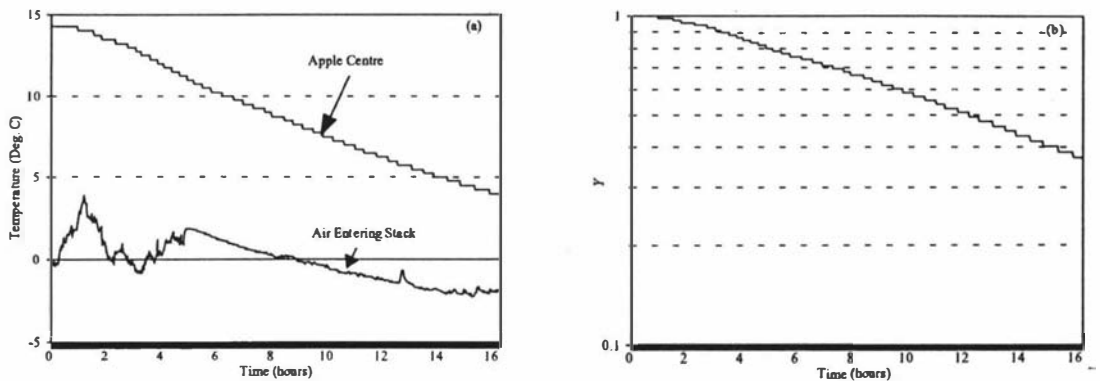 15
(a)
Apple Centre
10
Temperature (Deg. C)
5
Air Entering Stack
0
-5
0 2 4 6 8 10 12 14 16
Time (hours)
1
(b)
Y
0.1
0 2 4 6 8 10 12 14 16
Time (hours)